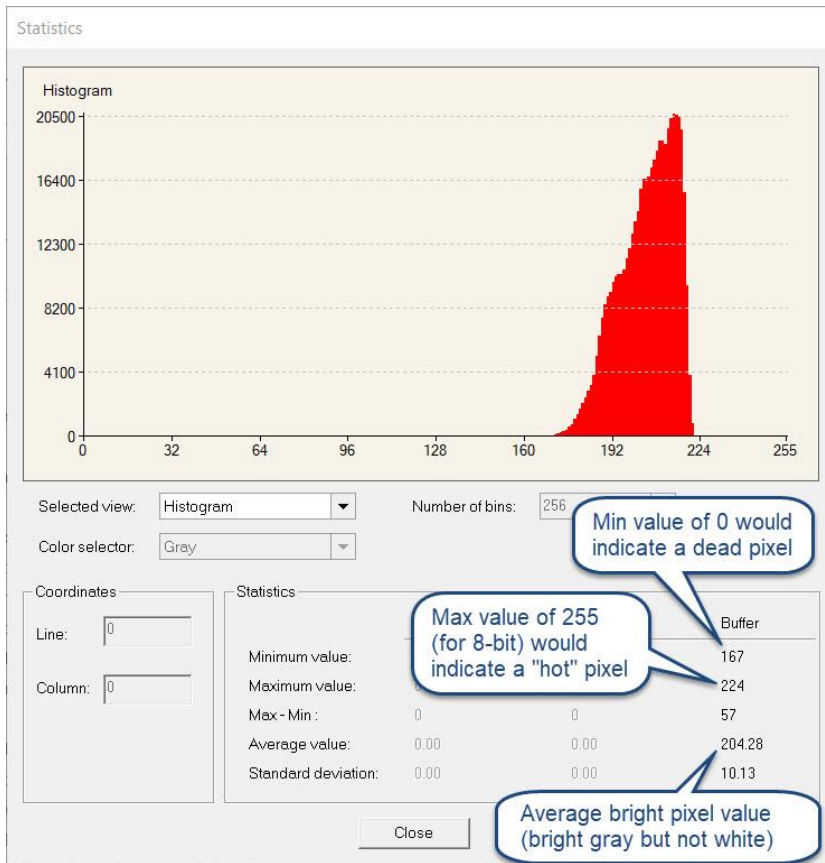 Statistics
Histogram
20500
16400
12300
8200
4100
0
0 32 64 96 128 160 192 224 255
Selected view: Histogram Number of bins: 256
Color selector: Gray
Min value of 0 would
indicate a dead pixel
Coordinates
Line: 0
Column: 0
Statistics
Max value of 255
(for 8-bit) would
indicate a "hot" pixel
Buffer
Minimum value: 167
Maximum value: 224
Max - Min : 0 0 57
Average value: 0.00 0.00 204.28
Standard deviation: 0.00 0.00 10.13
Average bright pixel value
(bright gray but not white)
Close